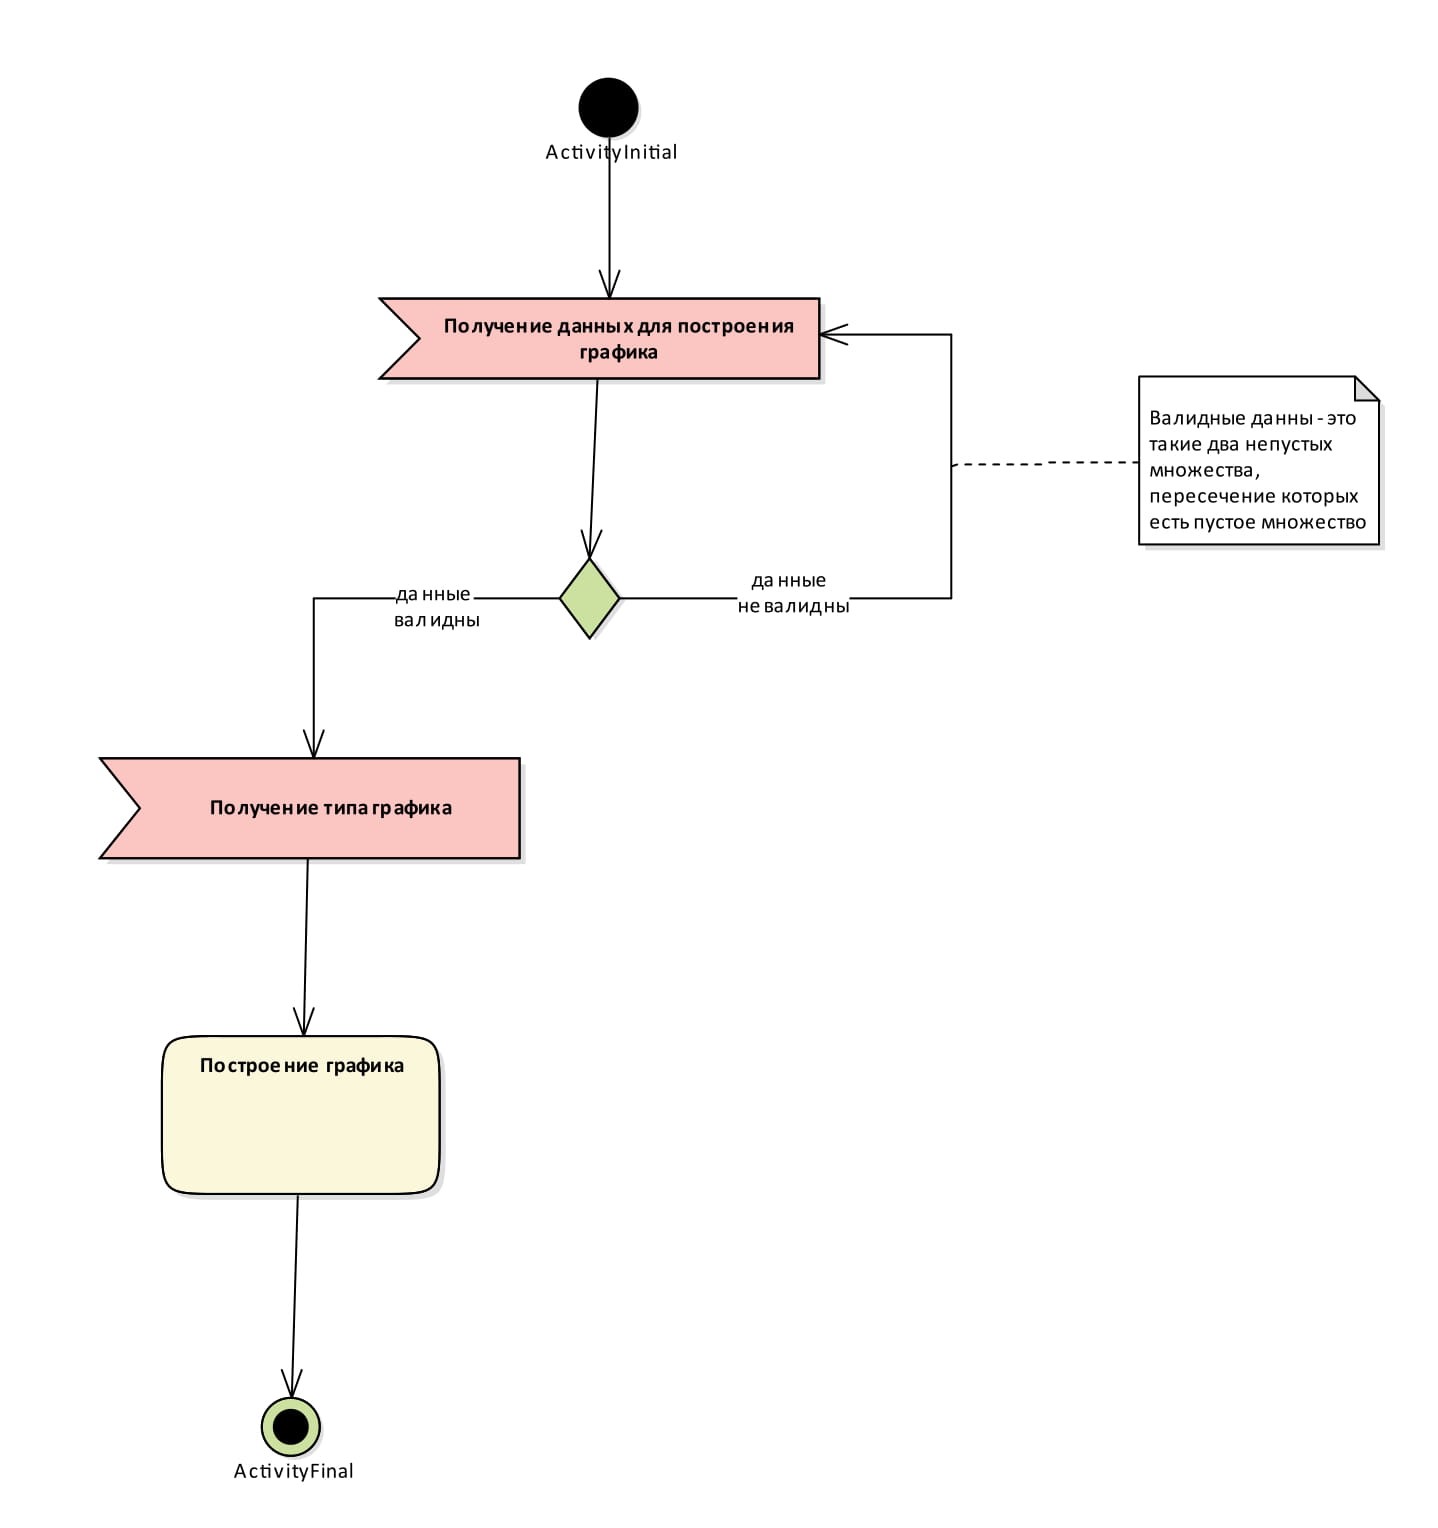 ActivityInitial
Получение данных для построения
графика
Валидные данны - это
такие два непустых
множества,
пересечение которых
есть пустое множество
данные
валидны
данные
не валидны
Получение типа графика
Построение графика
ActivityFinal